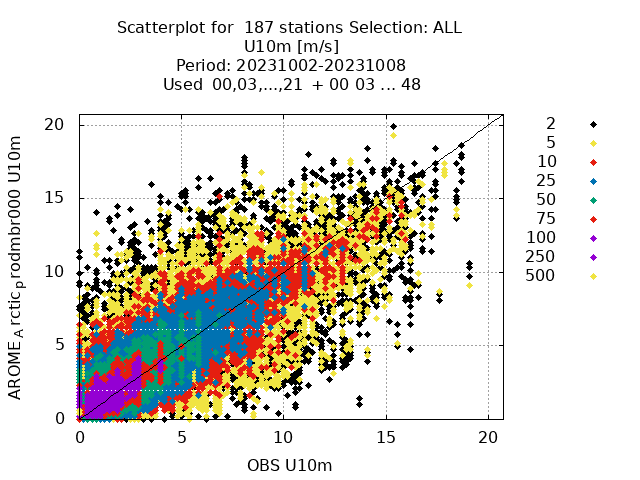 Scatterplot for 187 stations Selection: ALL
U10m [m/s]
Period: 20231002-20231008
Used 00,03,...,21 + 00 03 ... 48
20
15
10
5
0
0 5 10 15 20
AROME_Arctic_prodmbr000 U10m
OBS U10m
2
5
10
25
50
75
100
250
500